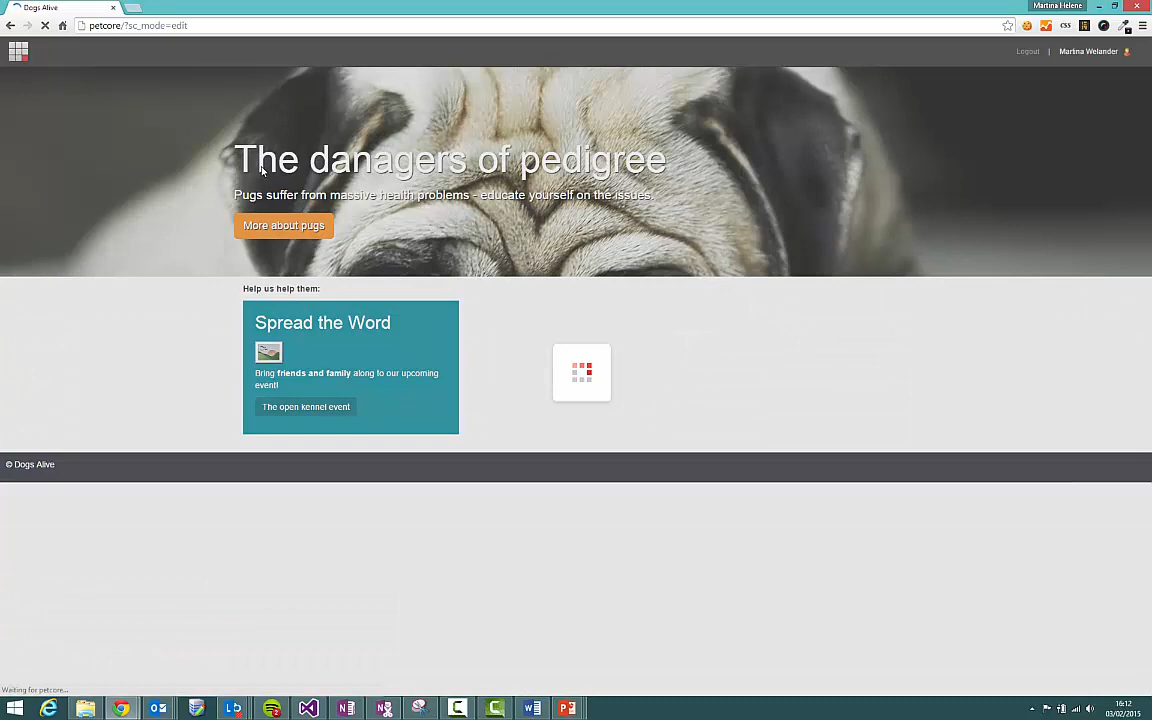 Dogs Alive
Martina Helene
petcore/?sc_mode=edit
CSS
Logout | Martina Welander
The danagers of pedigree
Pugs suffer from massive health problems - educate yourself on the issues.
More about pugs
Help us help them:
Spread the Word
Bring friends and family along to our upcoming
event!
The open kennel event
© Dogs Alive
Waiting for petcore...
16:12
03/02/2015